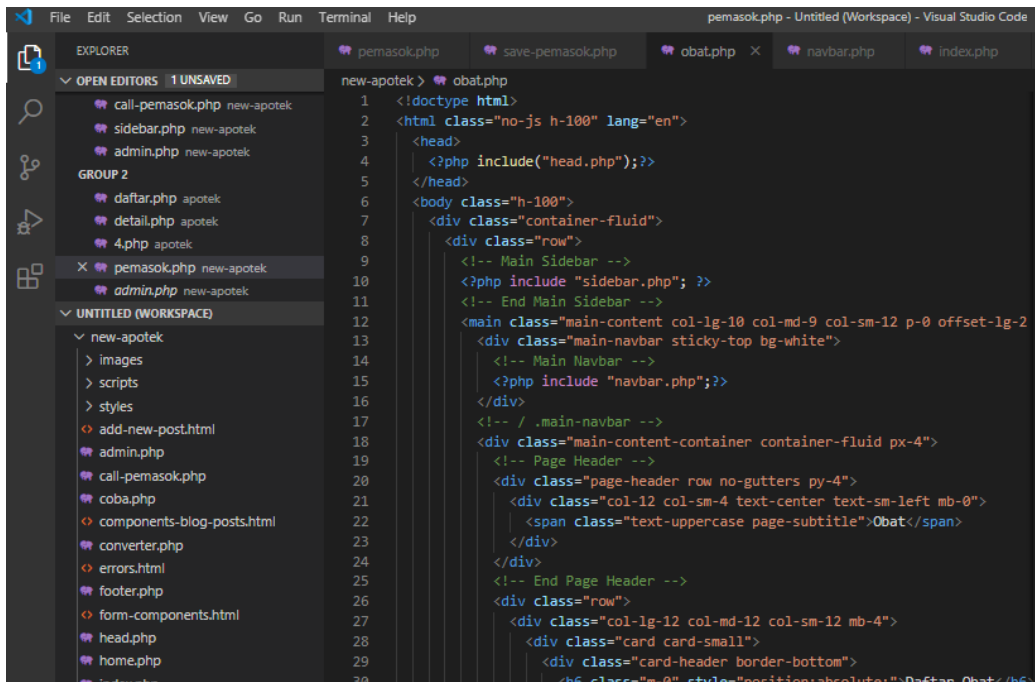 File Edit Selection View Go Run Terminal Help pemasok.php - Untitled (Workspace) - Visual Studio Code
EXPLORER
OPEN EDITORS 1 UNSAVED
call-pemasok.php new-apotek
sidebar.php new-apotek
admin.php new-apotek
GROUP 2
daftar.php apotek
detail.php apotek
4.php apotek
pemasok.php new-apotek
admin.php new-apotek
UNTITLED (WORKSPACE)
new-apotek
images
scripts
styles
add-new-post.html
admin.php
call-pemasok.php
coba.php
components-blog-posts.html
converter.php
errors.html
footer.php
form-components.html
head.php
home.php
index.php
1
pemasok.php save-pemasok.php obat.php navbar.php index.php
new-apotek > obat.php
1 <!doctype html>
2 <html class="no-js h-100" lang="en">
3 <head>
4 <?php include("head.php");?>
5 </head>
6 <body class="h-100">
7 <div class="container-fluid">
8 <div class="row">
9 <!-- Main Sidebar -->
10 <?php include "sidebar.php"; ?>
11 <!-- End Main Sidebar -->
12 <main class="main-content col-lg-10 col-md-9 col-sm-12 p-0 offset-lg-2
13 <div class="main-navbar sticky-top bg-white">
14 <!-- Main Navbar -->
15 <?php include "navbar.php";?>
16 </div>
17 <!-- / .main-navbar -->
18 <div class="main-content-container container-fluid px-4">
19 <!-- Page Header -->
20 <div class="page-header row no-gutters py-4">
21 <div class="col-12 col-sm-4 text-center text-sm-left mb-0">
22 <span class="text-uppercase page-subtitle">Obat</span>
23 </div>
24 </div>
25 <!-- End Page Header -->
26 <div class="row">
27 <div class="col-lg-12 col-md-12 col-sm-12 mb-4">
28 <div class="card card-small">
29 <div class="card-header border-bottom">
30 <h6 class="m-0" style="position:absolute;">Daftar Obat</h6